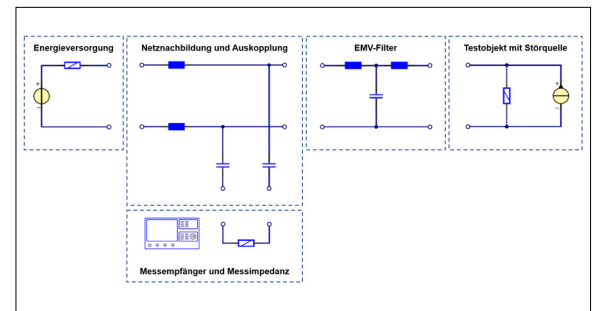 Energieversorgung
Netznachbildung und Auskopplung
EMV-Filter
Testobjekt mit Störquelle
+
−
+
−
Messempfänger und Messimpedanz